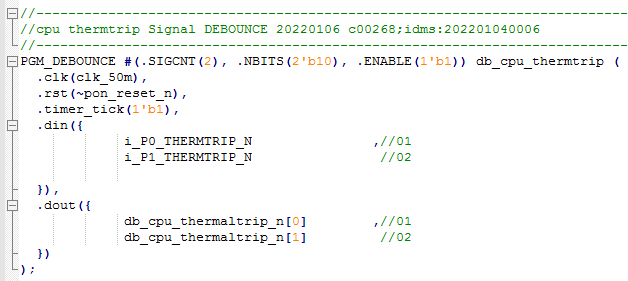 //--------------------------------------------------------------------------
//cpu thermtrip Signal DEBOUNCE 20220106 c00268;idms:202201040006
//--------------------------------------------------------------------------
PGM_DEBOUNCE #(.SIGCNT(2), .NBITS(2'b10), .ENABLE(1'b1)) db_cpu_thermtrip (
.clk(clk_50m),
.rst(~pon_reset_n),
.timer_tick(1'b1),
.din({
i_P0_THERMTRIP_N ,//01
i_P1_THERMTRIP_N //02
}),
.dout({
db_cpu_thermaltrip_n[0] ,//01
db_cpu_thermaltrip_n[1] //02
})
);